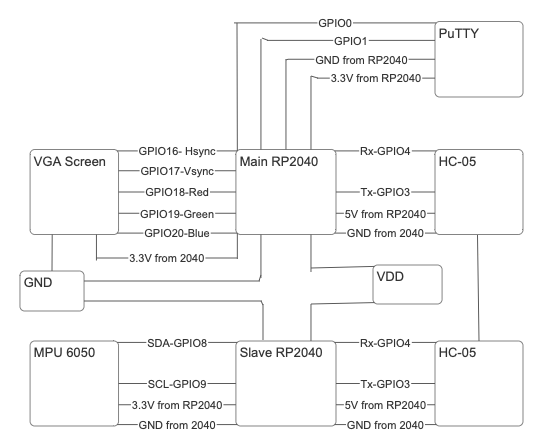 GPIO0
PuTTY
GPIO1
GND from RP2040
3.3V from RP2040
VGA Screen
GPIO16- Hsync
Main RP2040
Rx-GPIO4
HC-05
GPIO17-Vsync
GPIO18-Red
Tx-GPIO3
GPIO19-Green
5V from RP2040
GPIO20-Blue
GND from 2040
3.3V from 2040
GND
VDD
MPU 6050
SDA-GPIO8
Slave RP2040
Rx-GPIO4
HC-05
SCL-GPIO9
Tx-GPIO3
3.3V from RP2040
5V from RP2040
GND from 2040
GND from 2040